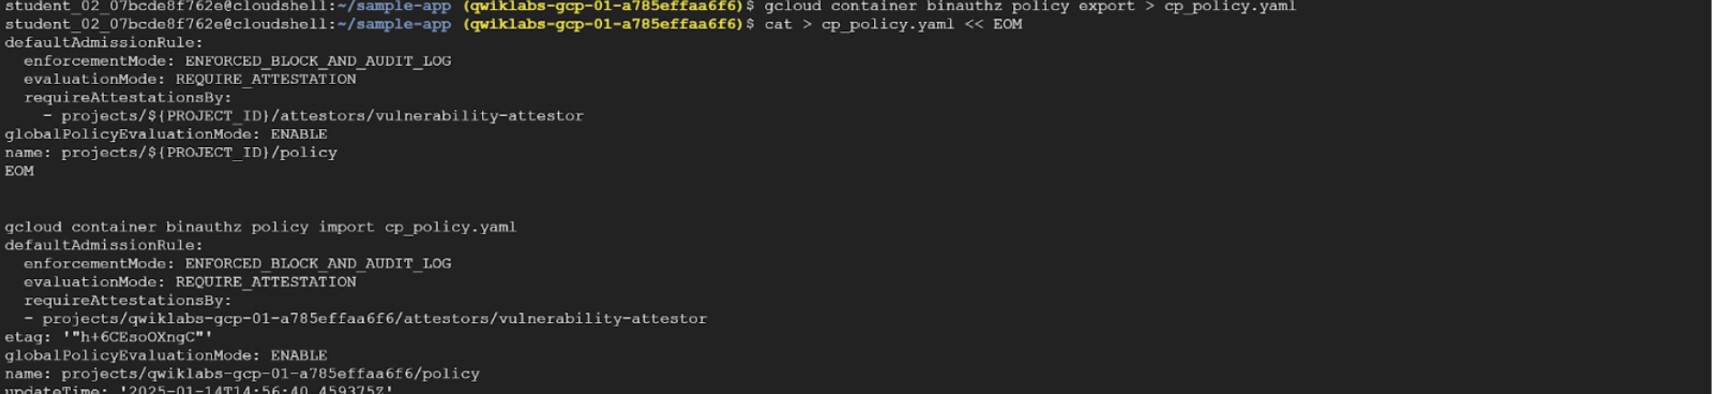 student_02_07bcde8f762e@cloudshell:~/sample-app (qwiklabs-gcp-01-a785effaa6f6)$ gcloud container binauthz policy export > cp_policy.yaml
student_02_07bcde8f762e@cloudshell:~/sample-app (qwiklabs-gcp-01-a785effaa6f6)$ cat > cp_policy.yaml << EOM
defaultAdmissionRule:
  enforcementMode: ENFORCED_BLOCK_AND_AUDIT_LOG
  evaluationMode: REQUIRE_ATTESTATION
  requireAttestationsBy:
    - projects/${PROJECT_ID}/attestors/vulnerability-attestor
globalPolicyEvaluationMode: ENABLE
name: projects/${PROJECT_ID}/policy
EOM
gcloud container binauthz policy import cp_policy.yaml
defaultAdmissionRule:
  enforcementMode: ENFORCED_BLOCK_AND_AUDIT_LOG
  evaluationMode: REQUIRE_ATTESTATION
  requireAttestationsBy:
  - projects/qwiklabs-gcp-01-a785effaa6f6/attestors/vulnerability-attestor
etag: '"h+6CEsoOXngC"'
globalPolicyEvaluationMode: ENABLE
name: projects/qwiklabs-gcp-01-a785effaa6f6/policy
updateTime: '2025-01-14T14:56:40.459375Z'